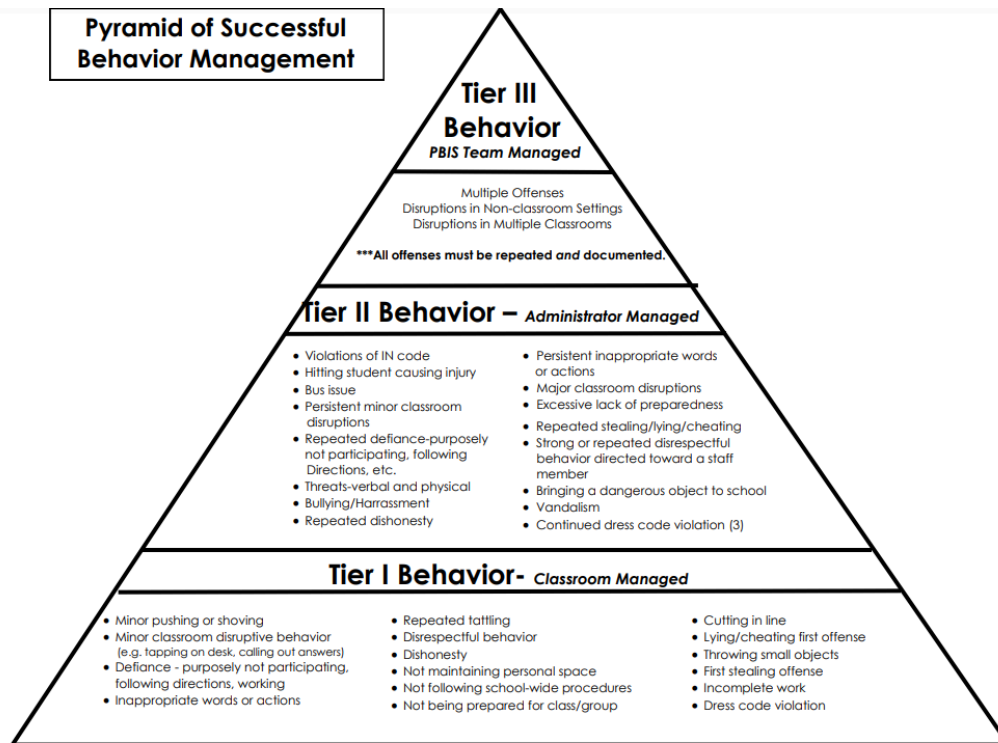 Pyramid of Successful
Behavior Management
Tier III
Behavior
PBIS Team Managed
Multiple Offenses
Disruptions in Non-classroom Settings
Disruptions in Multiple Classrooms
***All offenses must be repeated and documented.
Tier II Behavior – Administrator Managed
• Violations of IN code
• Hitting student causing injury
• Bus issue
• Persistent minor classroom
disruptions
• Repeated defiance-purposely
not participating, following
Directions, etc.
• Threats-verbal and physical
• Bullying/Harrassment
• Repeated dishonesty
• Persistent inappropriate words
or actions
• Major classroom disruptions
• Excessive lack of preparedness
• Repeated stealing/lying/cheating
• Strong or repeated disrespectful
behavior directed toward a staff
member
• Bringing a dangerous object to school
• Vandalism
• Continued dress code violation (3)
Tier I Behavior- Classroom Managed
• Minor pushing or shoving
• Minor classroom disruptive behavior
(e.g. tapping on desk, calling out answers)
• Defiance - purposely not participating,
following directions, working
• Inappropriate words or actions
• Repeated tattling
• Disrespectful behavior
• Dishonesty
• Not maintaining personal space
• Not following school-wide procedures
• Not being prepared for class/group
• Cutting in line
• Lying/cheating first offense
• Throwing small objects
• First stealing offense
• Incomplete work
• Dress code violation